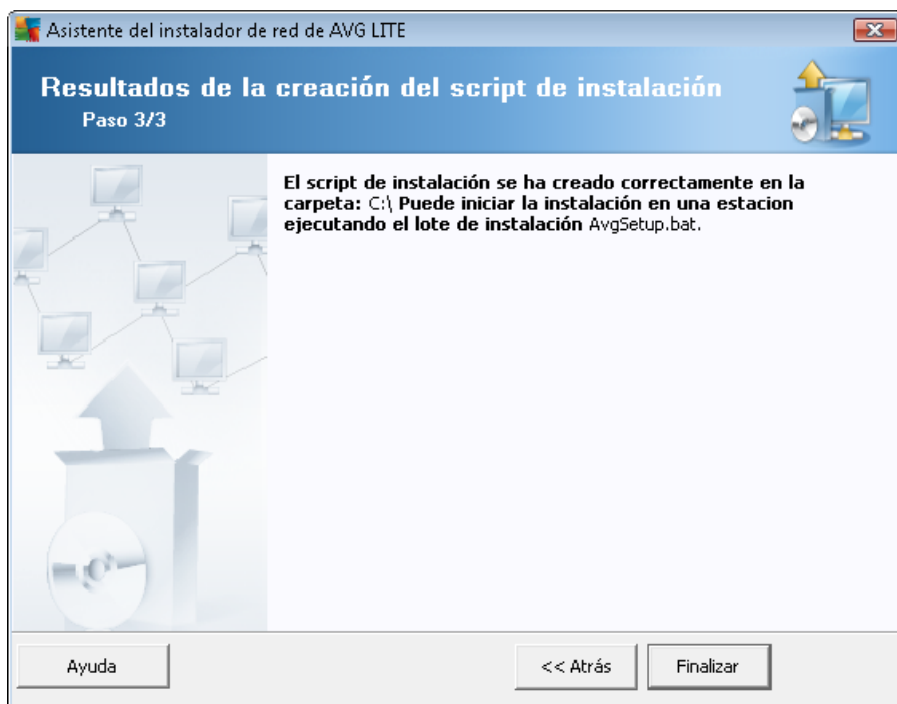 Asistente del instalador de red de AVG LITE
Resultados de la creación del script de instalación
Paso 3/3
El script de instalación se ha creado correctamente en la
carpeta: C:\ Puede iniciar la instalación en una estacion
ejecutando el lote de instalación AvgSetup.bat.
Ayuda
<< Atrás
Finalizar